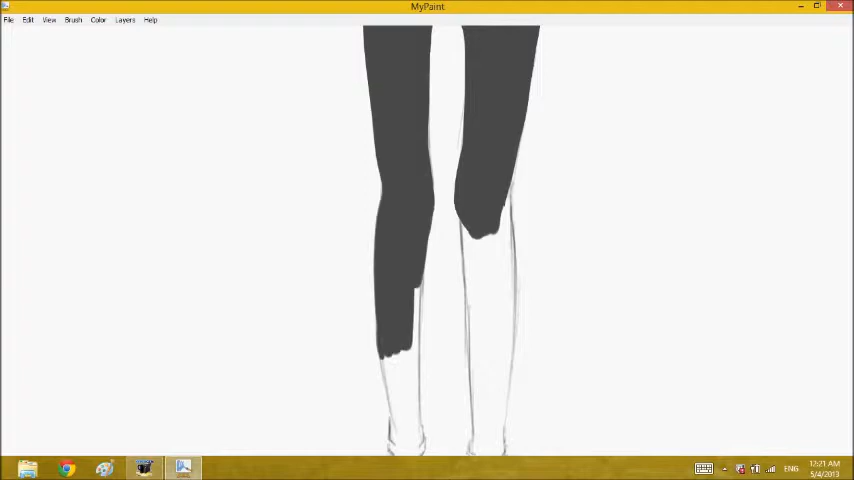 MyPaint
File Edit View Brush Color Layers Help
ENG
12:21 AM
5/4/2013